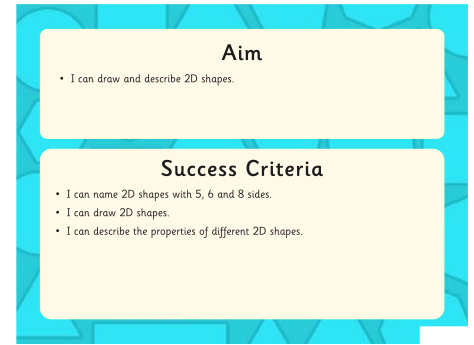 Aim
• I can draw and describe 2D shapes.
Success Criteria
• I can name 2D shapes with 5, 6 and 8 sides.
• I can draw 2D shapes.
• I can describe the properties of different 2D shapes.